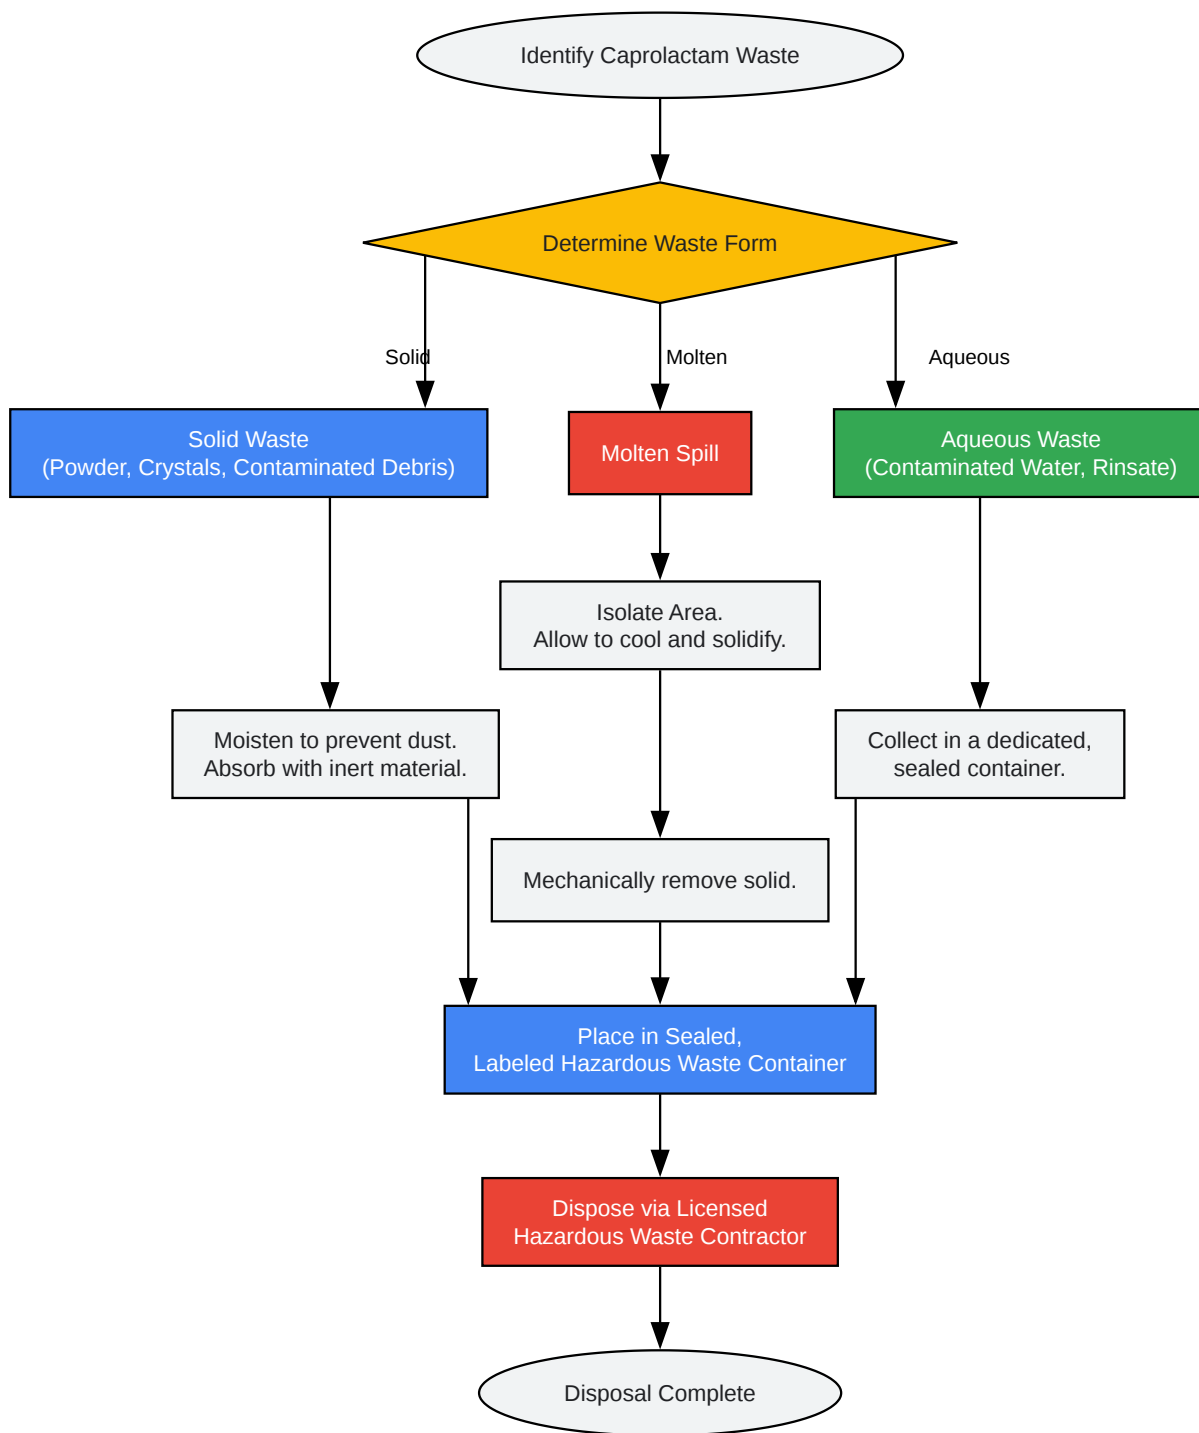 Identify Caprolactam Waste
Determine Waste Form
Solid
Molten
Aqueous
Solid Waste
(Powder, Crystals, Contaminated Debris)
Molten Spill
Aqueous Waste
(Contaminated Water, Rinsate)
Isolate Area.
Allow to cool and solidify.
Moisten to prevent dust.
Absorb with inert material.
Collect in a dedicated,
sealed container.
Mechanically remove solid.
Place in Sealed,
Labeled Hazardous Waste Container
Dispose via Licensed
Hazardous Waste Contractor
Disposal Complete